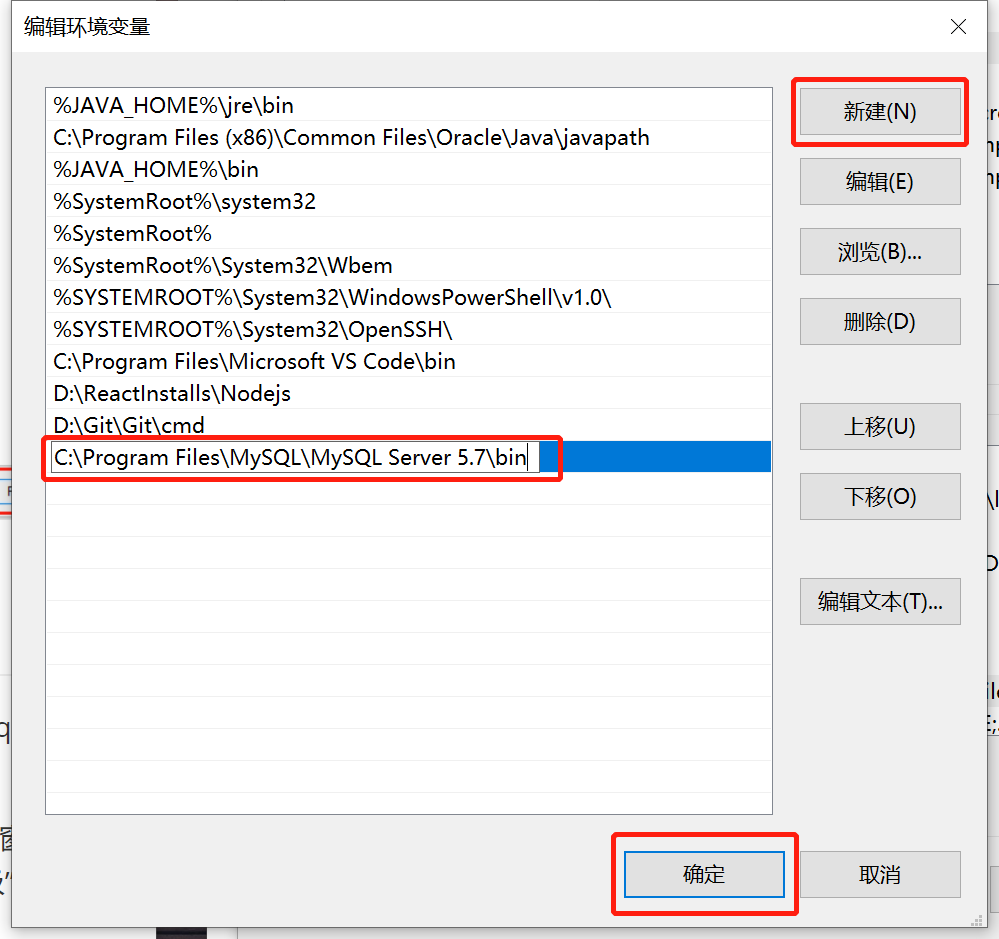 编辑环境变量
%JAVA_HOME%\jre\bin
C:\Program Files (x86)\Common Files\Oracle\Java\javapath
%JAVA_HOME%\bin
%SystemRoot%\system32
%SystemRoot%
%SystemRoot%\System32\Wbem
%SYSTEMROOT%\System32\WindowsPowerShell\v1.0\
%SYSTEMROOT%\System32\OpenSSH\
C:\Program Files\Microsoft VS Code\bin
D:\ReactInstalls\Nodejs
D:\Git\Git\cmd
C:\Program Files\MySQL\MySQL Server 5.7\bin
新建(N)
编辑(E)
浏览(B)...
删除(D)
上移(U)
下移(O)
编辑文本(T)...
确定
取消